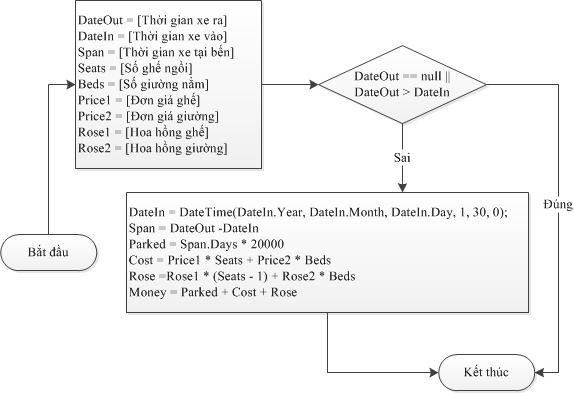 DateOut = [Thời gian xe ra]
DateIn = [Thời gian xe vào]
Span = [Thời gian xe tại bến]
Seats = [Số ghế ngồi]
Beds = [Số giường nằm]
Price1 = [Đơn giá ghế]
Price2 = [Đơn giá giường]
Rose1 = [Hoa hồng ghế]
Rose2 = [Hoa hồng giường]
DateOut == null ||
DateOut > DateIn
Sai
Đúng
DateIn = DateTime(DateIn.Year, DateIn.Month, DateIn.Day, 1, 30, 0);
Span = DateOut -DateIn
Parked = Span.Days * 20000
Cost = Price1 * Seats + Price2 * Beds
Rose =Rose1 * (Seats - 1) + Rose2 * Beds
Money = Parked + Cost + Rose
Bắt đầu
Kết thúc